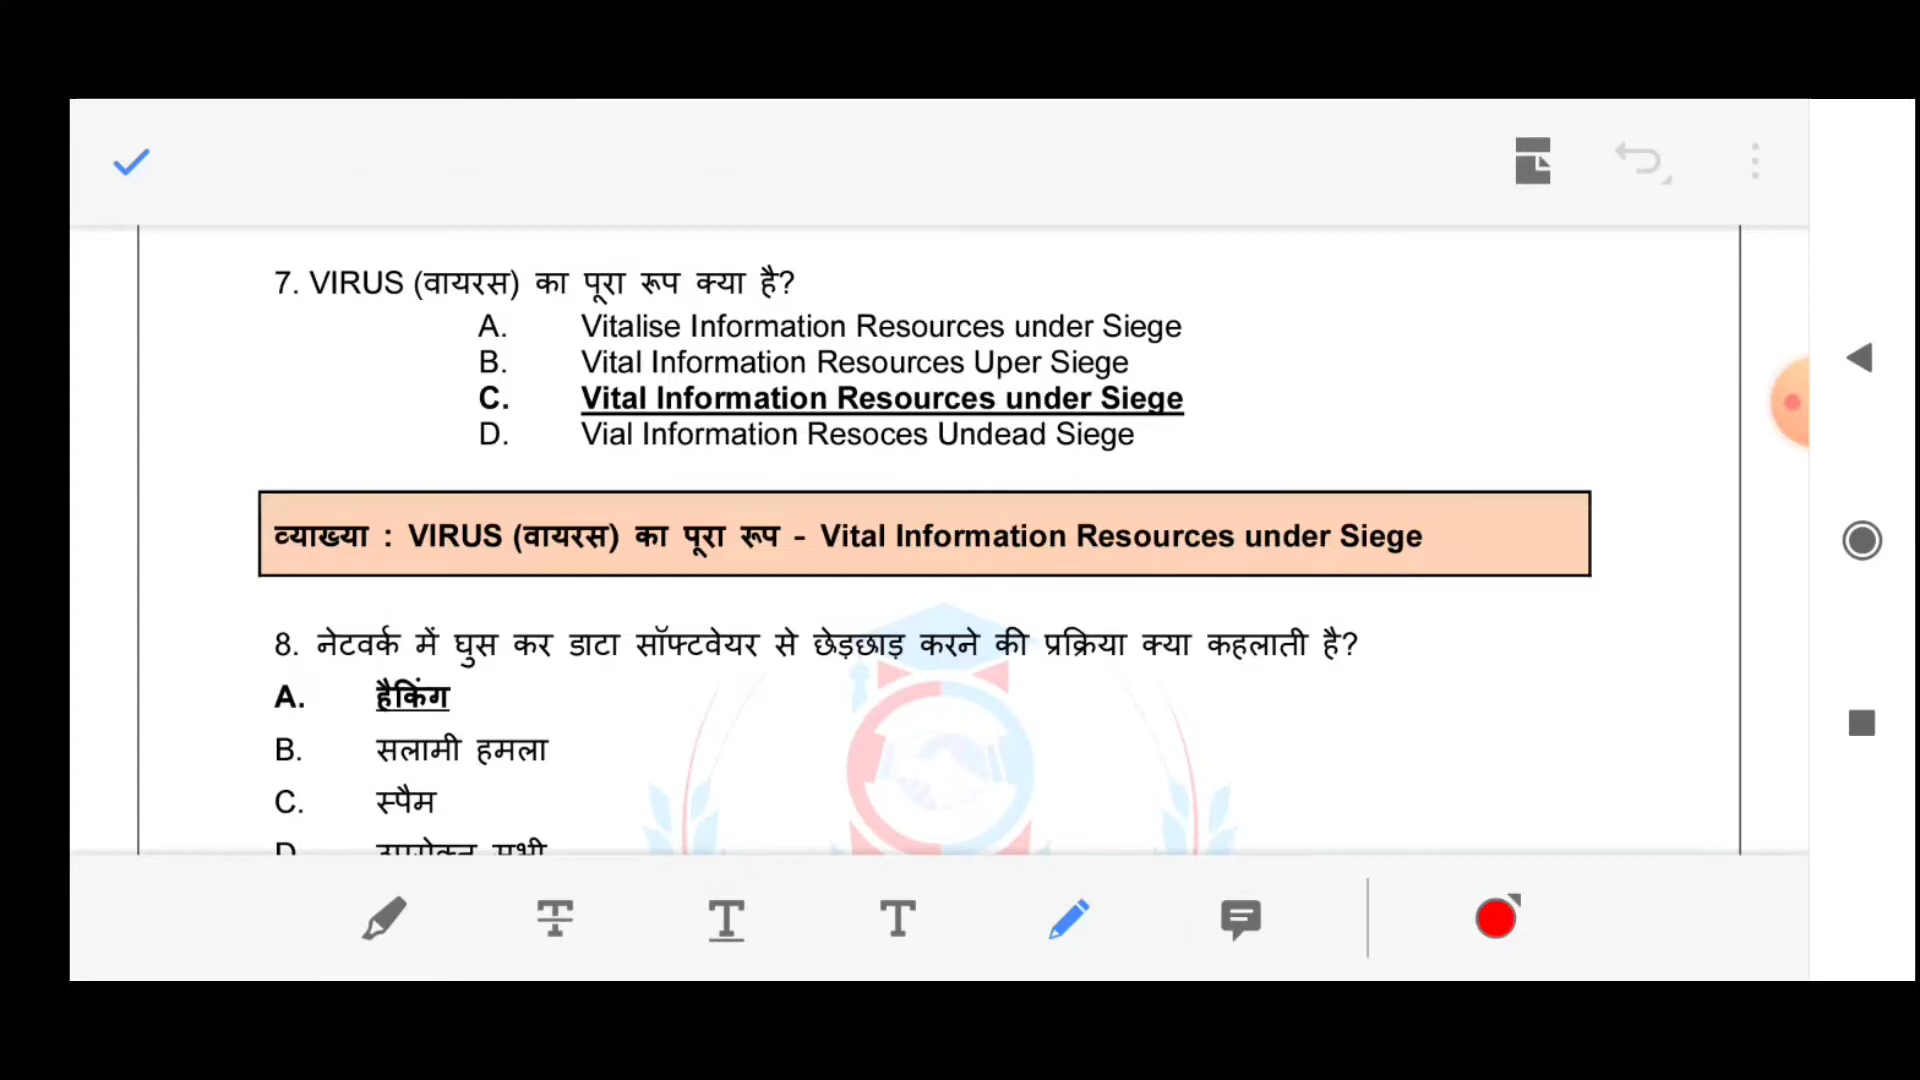 7. VIRUS (वायरस) का पूरा रूप क्या है?
A. Vitalise Information Resources under Siege
B. Vital Information Resources Uper Siege
C. Vital Information Resources under Siege
D. Vial Information Resoces Undead Siege
व्याख्या : VIRUS (वायरस) का पूरा रूप - Vital Information Resources under Siege
8. नेटवर्क में घुस कर डाटा सॉफ्टवेयर से छेड़छाड़ करने की प्रक्रिया क्या कहलाती है?
A. हैकिंग
B. सलामी हमला
C. स्पैम
D. उपरोक्त सभी